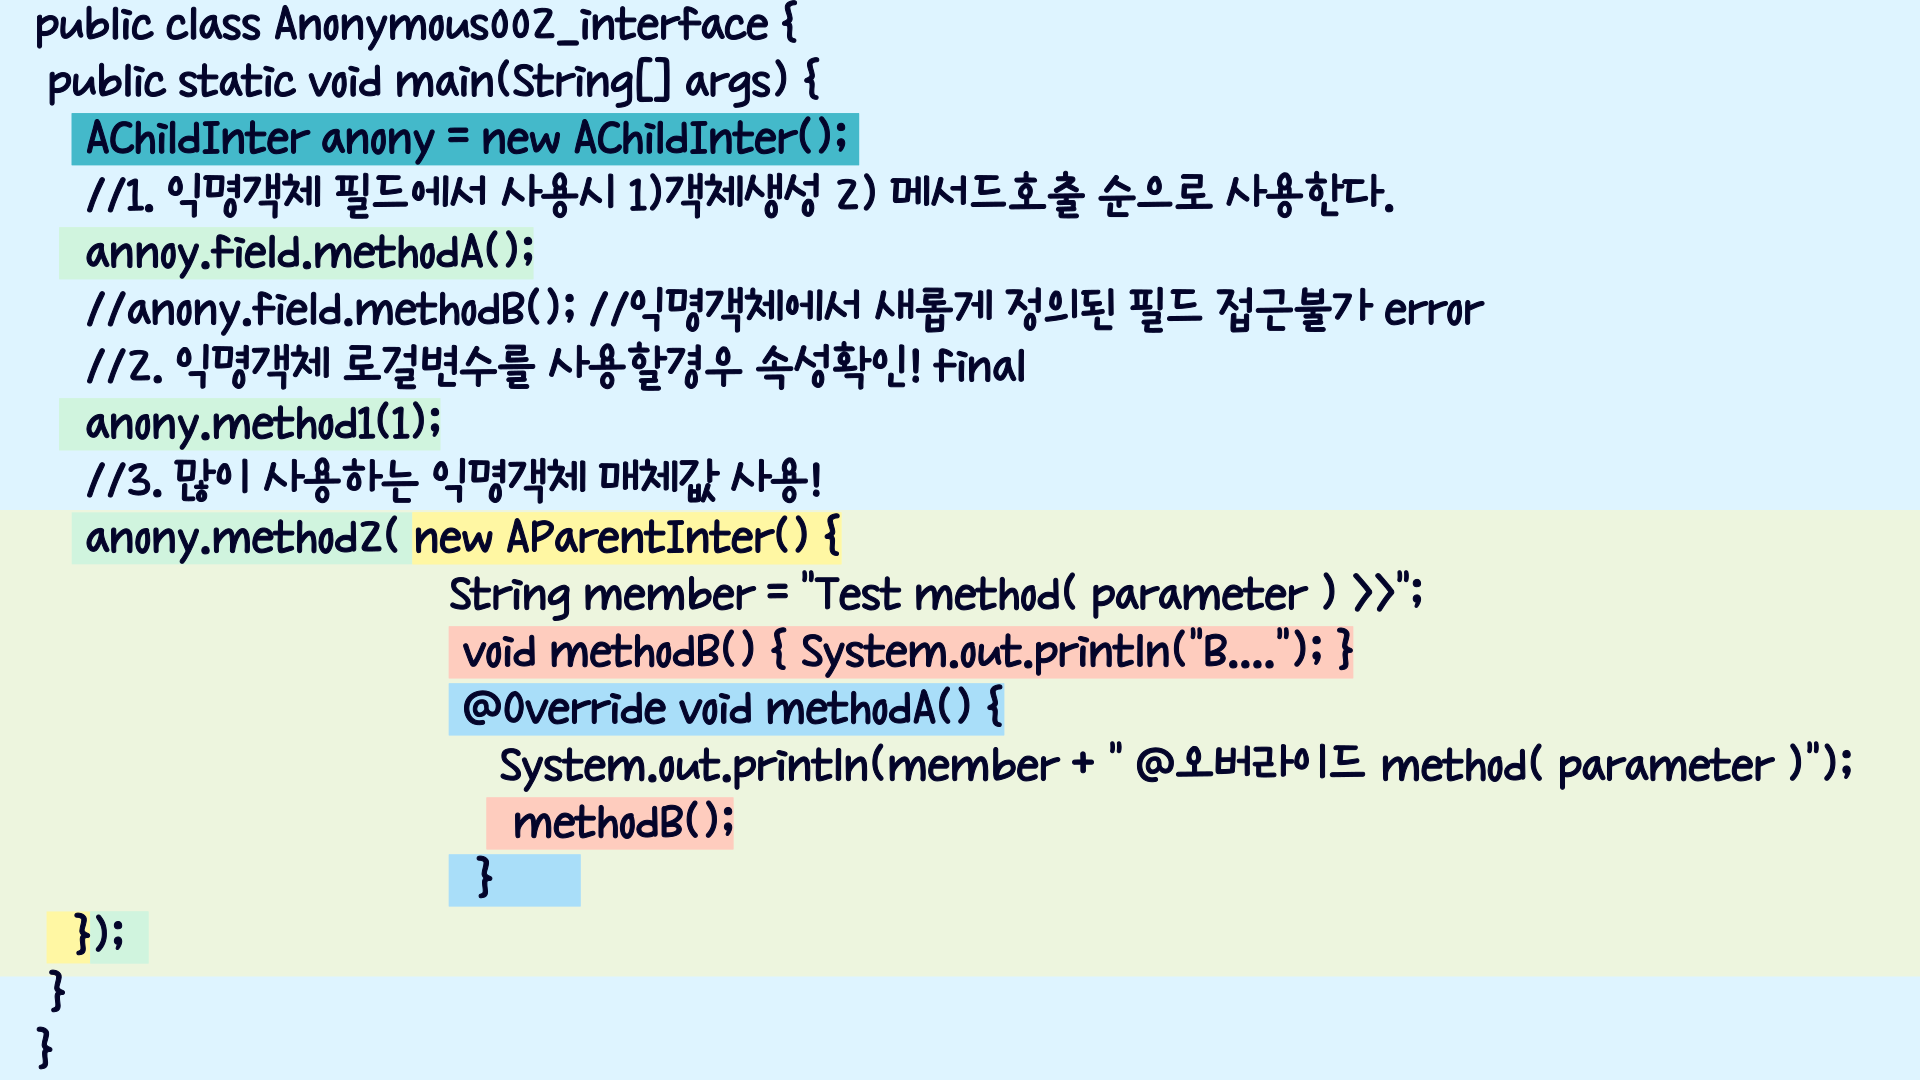 public class Anonymous002_interface {
public static void main(String[] args) {
AChildInter anony = new AChildInter();
//1. 익명객체 필드에서 사용시 1)객체생성 2) 메서드호출 순으로 사용한다.
annoy.field.methodA();
//anony.field.methodB(); //익명객체에서 새롭게 정의된 필드 접근불가 error
//2. 익명객체 로컬변수를 사용할경우 속성확인! final
anony.method1(1);
//3. 많이 사용하는 익명객체 매체값 사용!
anony.method2( new AParentInter() {
String member = "Test method( parameter ) >>";
void methodB() { System.out.println("B...."); }
@Override void methodA() {
System.out.println(member + " @오버라이드 method( parameter )");
methodB();
}
});
}
}